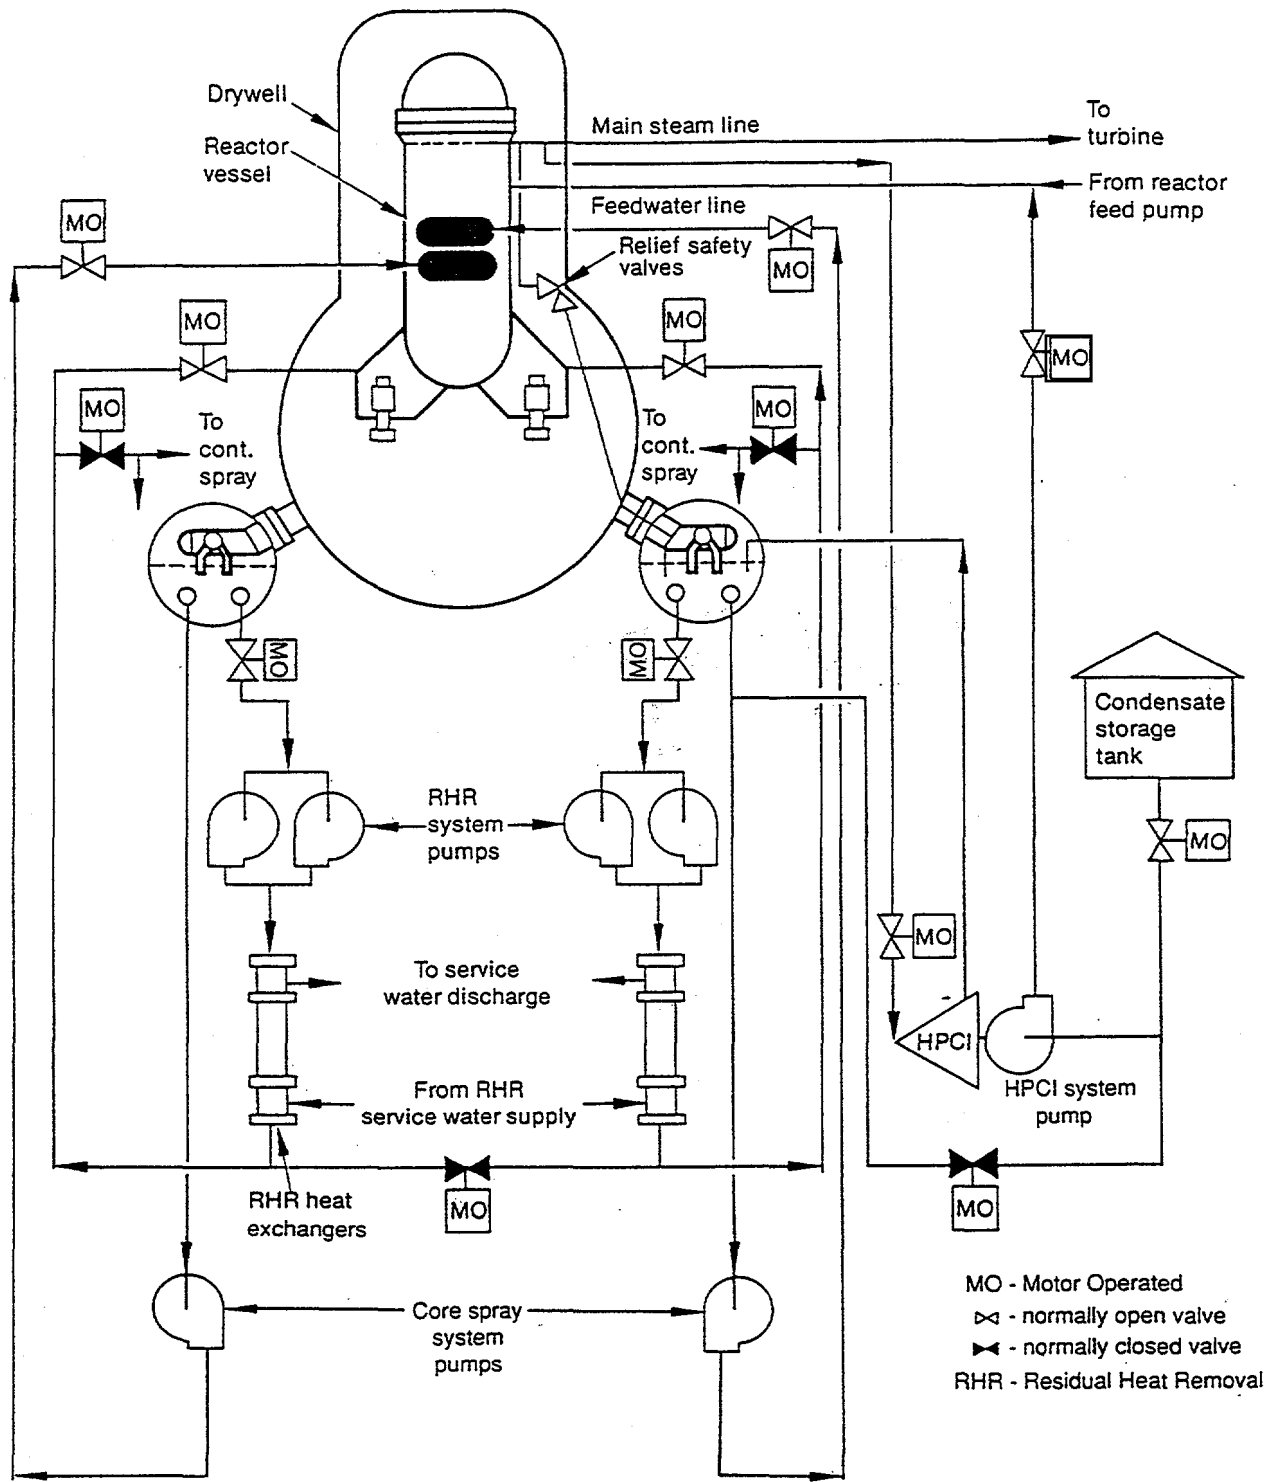 Drywell
Main steam line
To
turbine
Reactor
vessel
From reactor
feed pump
Feedwater line
MO
Relief safety
valves
MO
MO
MO
MO
MO
To
cont.
spray
To
cont.
spray
MO
MO
MO
Condensate
storage
tank
RHR
system
pumps
MO
MO
To service
water discharge
HPCI
From RHR
service water supply
HPCI system
pump
RHR heat
exchangers
MO
MO
MO - Motor Operated
- normally open valve
- normally closed valve
RHR - Residual Heat Removal
Core spray
system
pumps